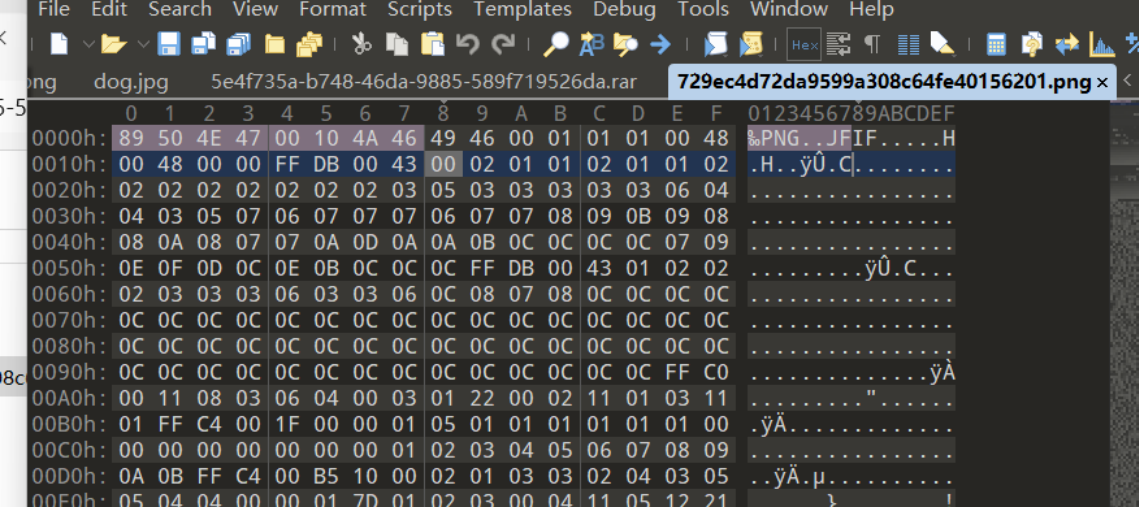 File Edit Search View Format Scripts Templates Debug Tools Window Help
Hex
ong dog.jpg 5e4f735a-b748-46da-9885-589f719526da.rar 729ec4d72da9599a308c64fe40156201.png ×
5-5
0 1 2 3 4 5 6 7 8 9 A B C D E F 0123456789ABCDEF
0000h: 89 50 4E 47 00 10 4A 46 49 46 00 01 01 01 00 48 ‰PNG..JFIF.....H
0010h: 00 48 00 00 FF DB 00 43 00 02 01 01 02 01 01 02 .H..ÿÛ.C........
0020h: 02 02 02 02 02 02 02 03 05 03 03 03 03 03 06 04 ................
0030h: 04 03 05 07 06 07 07 07 06 07 07 08 09 0B 09 08 ................
0040h: 08 0A 08 07 07 0A 0D 0A 0A 0B 0C 0C 0C 0C 07 09 ................
0050h: 0E 0F 0D 0C 0E 0B 0C 0C 0C FF DB 00 43 01 02 02 .........ÿÛ.C...
0060h: 02 03 03 03 06 03 03 06 0C 08 07 08 0C 0C 0C 0C ................
0070h: 0C 0C 0C 0C 0C 0C 0C 0C 0C 0C 0C 0C 0C 0C 0C 0C ................
0080h: 0C 0C 0C 0C 0C 0C 0C 0C 0C 0C 0C 0C 0C 0C 0C 0C ................
0090h: 0C 0C 0C 0C 0C 0C 0C 0C 0C 0C 0C 0C 0C 0C FF C0 ..............ÿÀ
08c
00A0h: 00 11 08 03 06 04 00 03 01 22 00 02 11 01 03 11 ........."......
00B0h: 01 FF C4 00 1F 00 00 01 05 01 01 01 01 01 01 00 .ÿÄ.............
00C0h: 00 00 00 00 00 00 00 01 02 03 04 05 06 07 08 09 ................
00D0h: 0A 0B FF C4 00 B5 10 00 02 01 03 03 02 04 03 05 ..ÿÄ.µ..........
00E0h: 05 04 04 00 00 01 7D 01 02 03 00 04 11 05 12 21 ......}........!